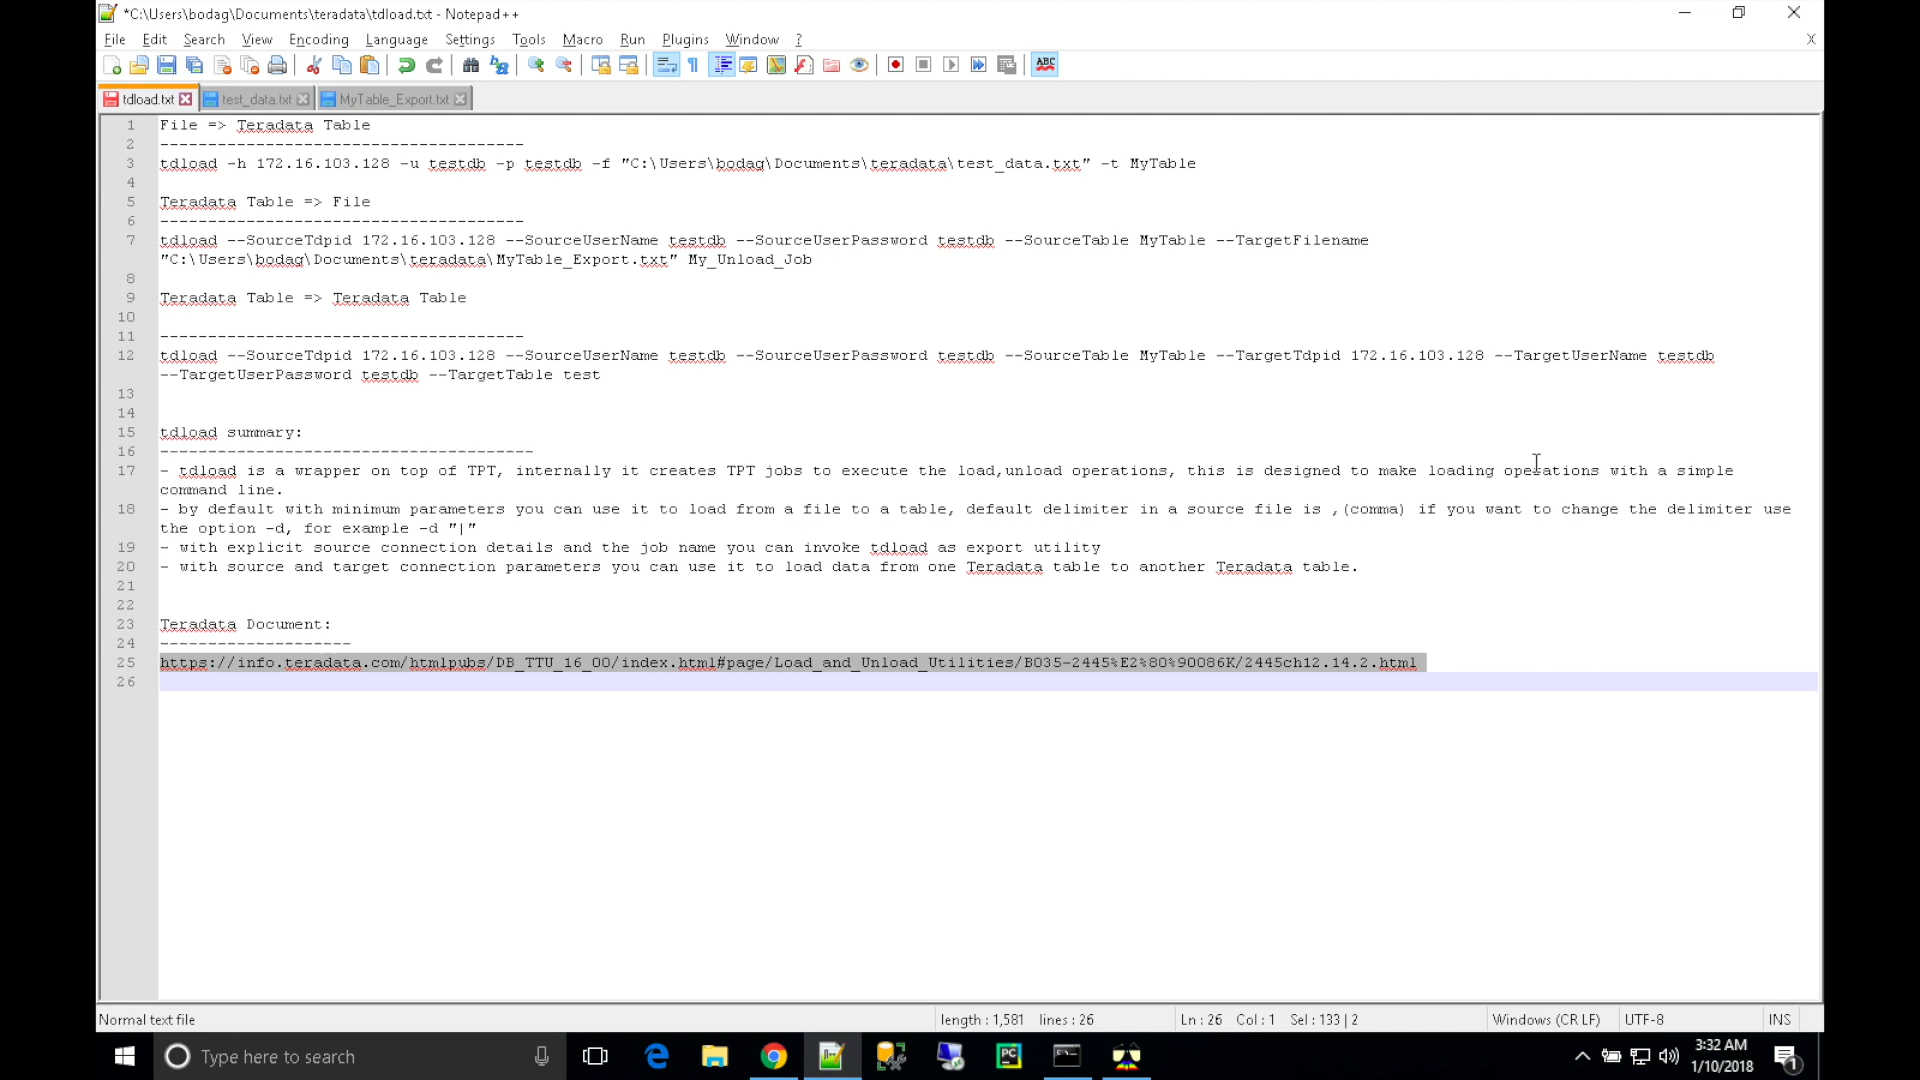 *C:\Users\bodag\Documents\teradata\tdload.txt - Notepad++
File Edit Search View Encoding Language Settings Tools Macro Run Plugins Window ? X
ABC
tdload.txt test_data.txt MyTable_Export.txt
1 File => Teradata Table
2 --------------------------------------
3 tdload -h 172.16.103.128 -u testdb -p testdb -f "C:\Users\bodag\Documents\teradata\test_data.txt" -t MyTable
4
5 Teradata Table => File
6 --------------------------------------
7 tdload --SourceTdpid 172.16.103.128 --SourceUserName testdb --SourceUserPassword testdb --SourceTable MyTable --TargetFilename
"C:\Users\bodag\Documents\teradata\MyTable_Export.txt" My_Unload_Job
8
9 Teradata Table => Teradata Table
10
11 --------------------------------------
12 tdload --SourceTdpid 172.16.103.128 --SourceUserName testdb --SourceUserPassword testdb --SourceTable MyTable --TargetTdpid 172.16.103.128 --TargetUserName testdb
--TargetUserPassword testdb --TargetTable test
13
14
15 tdload summary:
16 ---------------------------------------
17 - tdload is a wrapper on top of TPT, internally it creates TPT jobs to execute the load,unload operations, this is designed to make loading operations with a simple
command line.
18 - by default with minimum parameters you can use it to load from a file to a table, default delimiter in a source file is ,(comma) if you want to change the delimiter use
the option -d, for example -d "|"
19 - with explicit source connection details and the job name you can invoke tdload as export utility
20 - with source and target connection parameters you can use it to load data from one Teradata table to another Teradata table.
21
22
23 Teradata Document:
24 --------------------
25 https://info.teradata.com/htmlpubs/DB_TTU_16_00/index.html#page/Load_and_Unload_Utilities/B035-2445%E2%80%90086K/2445ch12.14.2.html
26
Normal text file length : 1,581 lines : 26 Ln : 26 Col : 1 Sel : 133 | 2 Windows (CR LF) UTF-8 INS
Type here to search PC 3:32 AM
1/10/2018 1